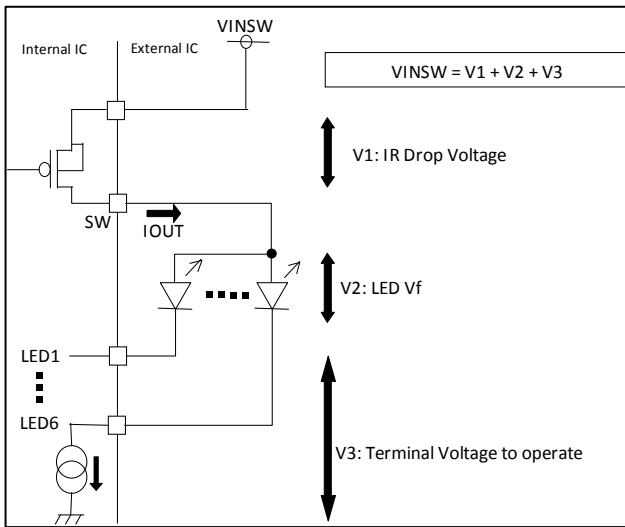 VINSW
Internal IC
External IC
VINSW = V1 + V2 + V3
V1: IR Drop Voltage
SW
IOUT
V2: LED Vf
LED1
LED6
V3: Terminal Voltage to operate